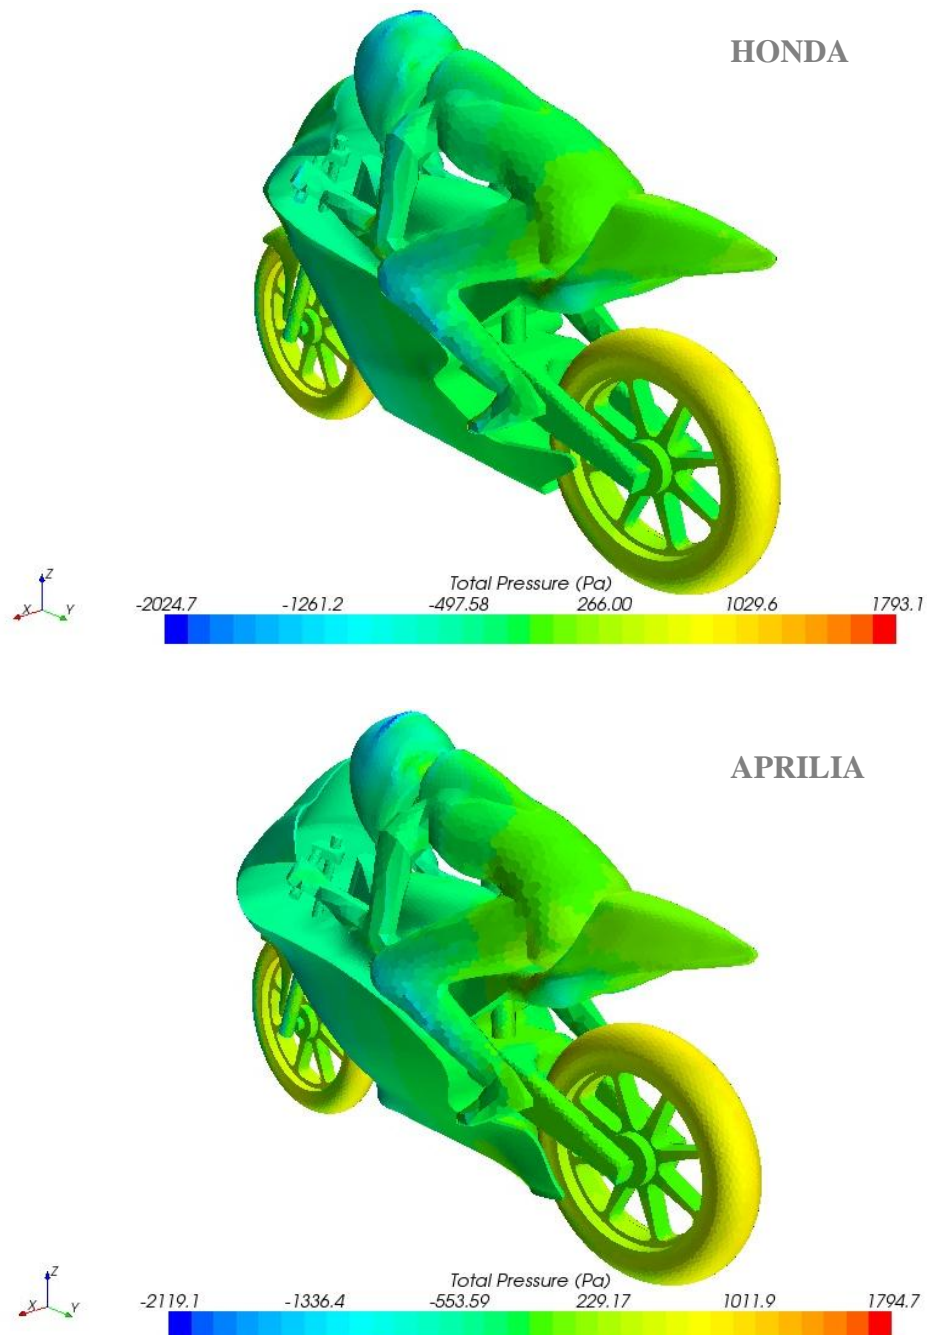 HONDA
Z
X Y
Total Pressure (Pa)
-2024.7 -1261.2 -497.58 266.00 1029.6 1793.1
APRILIA
Z
X Y
Total Pressure (Pa)
-2119.1 -1336.4 -553.59 229.17 1011.9 1794.7